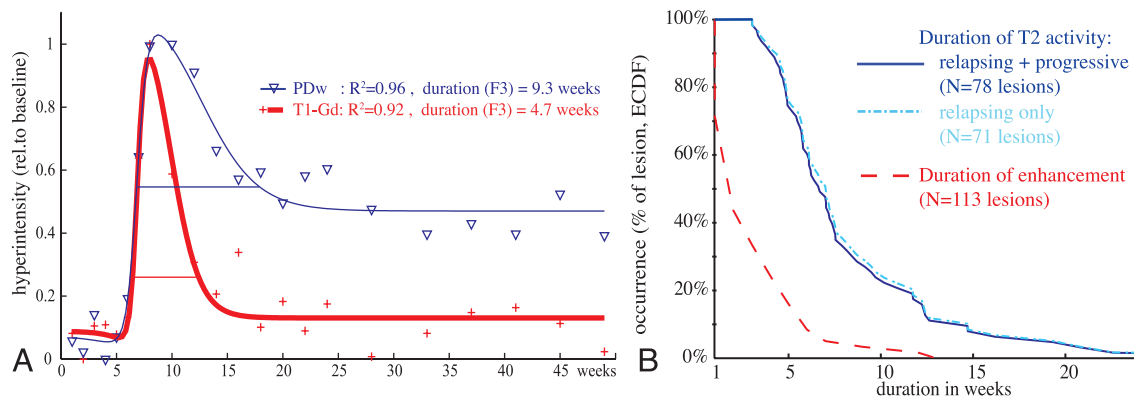 A
hyperintensity (rel.to baseline)
1
0.8
0.6
0.4
0.2
0
PDw : R²=0.96 , duration (F3) = 9.3 weeks
T1-Gd: R²=0.92 , duration (F3) = 4.7 weeks
0 5 10 15 20 25 30 35 40 45 weeks
B
occurrence (% of lesion, ECDF)
100%
80%
60%
40%
20%
0%
Duration of T2 activity:
relapsing + progressive
(N=78 lesions)
relapsing only
(N=71 lesions)
Duration of enhancement
(N=113 lesions)
1 5 10 15 20
duration in weeks